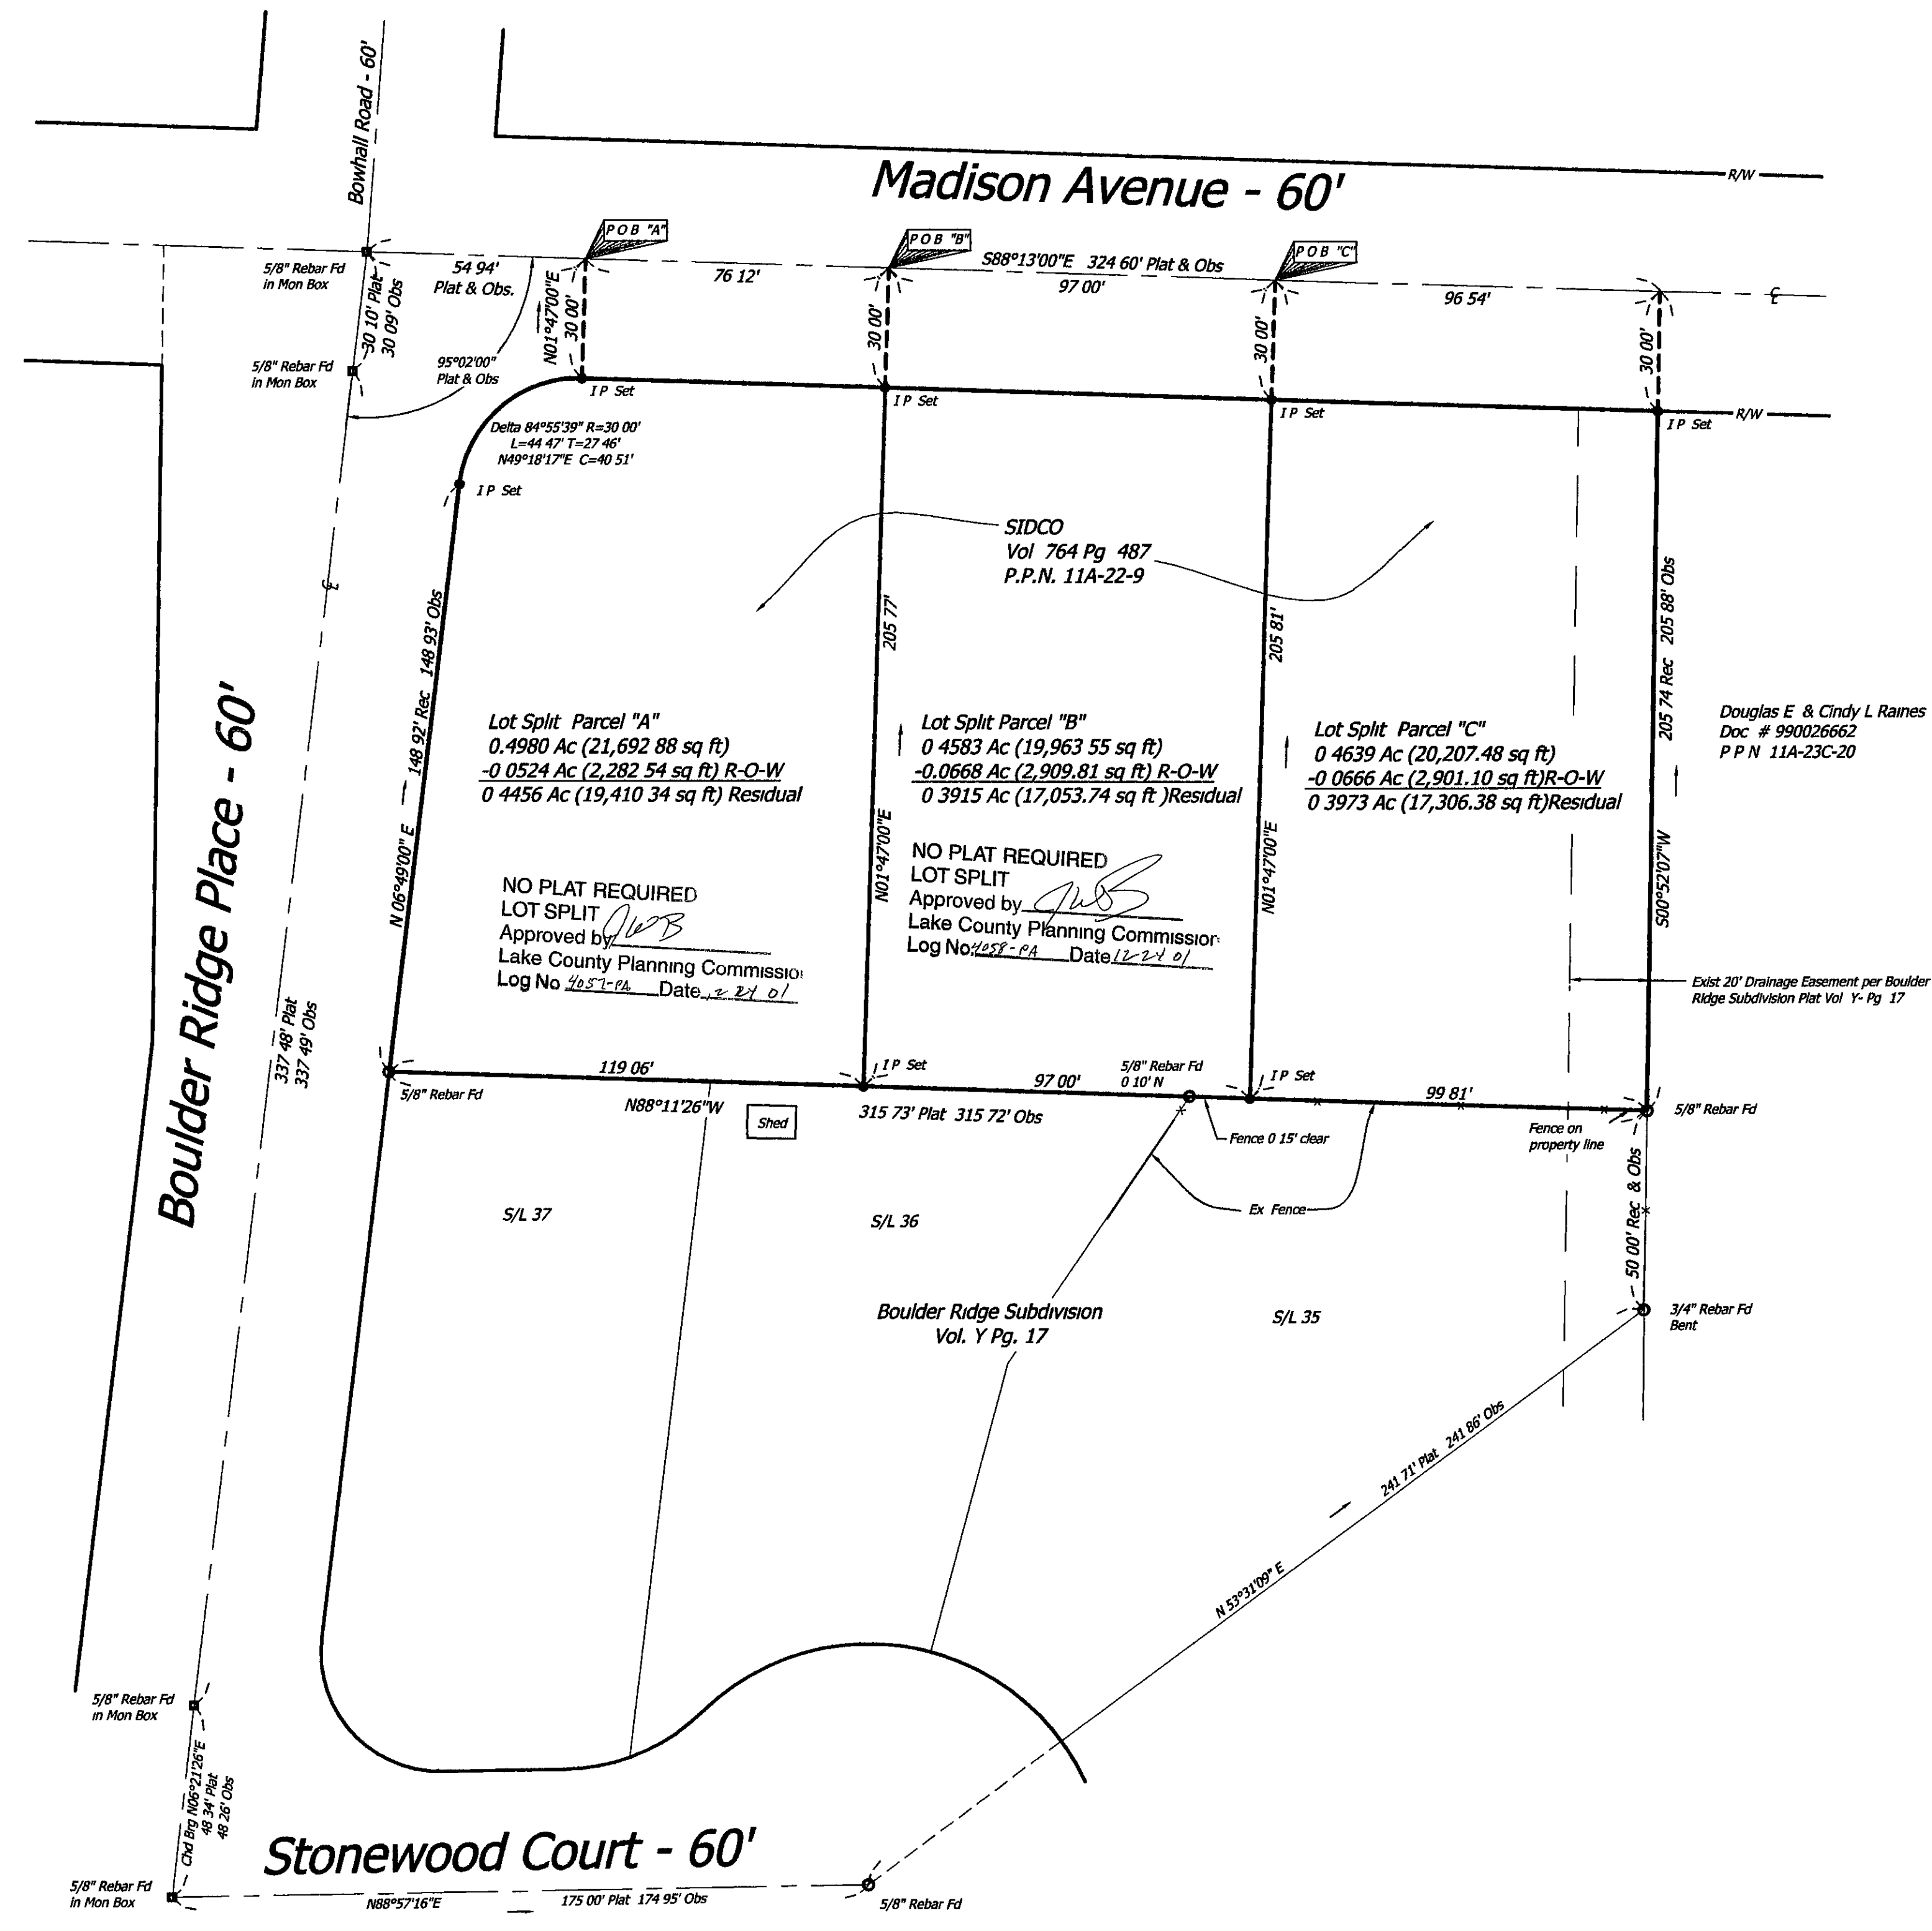 Bowhall Road - 60'
Madison Avenue - 60'
R/W
P O B "A"
P O B "B"
P O B "C"
5/8" Rebar Fd
in Mon Box
54 94'
Plat & Obs.
76 12'
S88°13'00"E 324 60' Plat & Obs
97 00'
96 54'
30 10' Plat
30 09' Obs
N01°47'00"E
30 00'
30 00'
30 00'
30 00'
5/8" Rebar Fd
in Mon Box
95°02'00"
Plat & Obs
I P Set
I P Set
I P Set
I P Set
R/W
Delta 84°55'39" R=30 00'
L=44 47' T=27 46'
N49°18'17"E C=40 51'
I P Set
SIDCO
Vol 764 Pg 487
P.P.N. 11A-22-9
N 06°49'00" E
148 92' Rec 148 93' Obs
205 77'
N01°47'00"E
205 81'
N01°47'00"E
205 74 Rec 205 88' Obs
S00°52'07"W
Lot Split Parcel "A"
0.4980 Ac (21,692 88 sq ft)
-0 0524 Ac (2,282 54 sq ft) R-O-W
0 4456 Ac (19,410 34 sq ft) Residual
Lot Split Parcel "B"
0 4583 Ac (19,963 55 sq ft)
-0.0668 Ac (2,909.81 sq ft) R-O-W
0 3915 Ac (17,053.74 sq ft )Residual
Lot Split Parcel "C"
0 4639 Ac (20,207.48 sq ft)
-0 0666 Ac (2,901.10 sq ft)R-O-W
0 3973 Ac (17,306.38 sq ft)Residual
Douglas E & Cindy L Raines
Doc # 990026662
P P N 11A-23C-20
NO PLAT REQUIRED
LOT SPLIT
Approved by JWB
Lake County Planning Commissio
Log No 4057-PA Date 12 24 01
NO PLAT REQUIRED
LOT SPLIT
Approved by JWB
Lake County Planning Commission
Log No. 4058-PA Date 12-24 01
Boulder Ridge Place - 60'
337 48' Plat
337 49' Obs
Exist 20' Drainage Easement per Boulder
Ridge Subdivision Plat Vol Y- Pg 17
5/8" Rebar Fd
119 06'
N88°11'26"W
Shed
I P Set
315 73' Plat 315 72' Obs
97 00'
5/8" Rebar Fd
0 10' N
I P Set
99 81'
Fence 0 15' clear
Fence on
property line
5/8" Rebar Fd
Ex Fence
50 00' Rec & Obs
S/L 37
S/L 36
S/L 35
Boulder Ridge Subdivision
Vol. Y Pg. 17
3/4" Rebar Fd
Bent
N 53°31'09" E
241 71' Plat 241 86' Obs
5/8" Rebar Fd
in Mon Box
Chd Brg N06°21'26"E
48 34' Plat
48 26' Obs
Stonewood Court - 60'
5/8" Rebar Fd
in Mon Box
N88°57'16"E
175 00' Plat 174 95' Obs
5/8" Rebar Fd